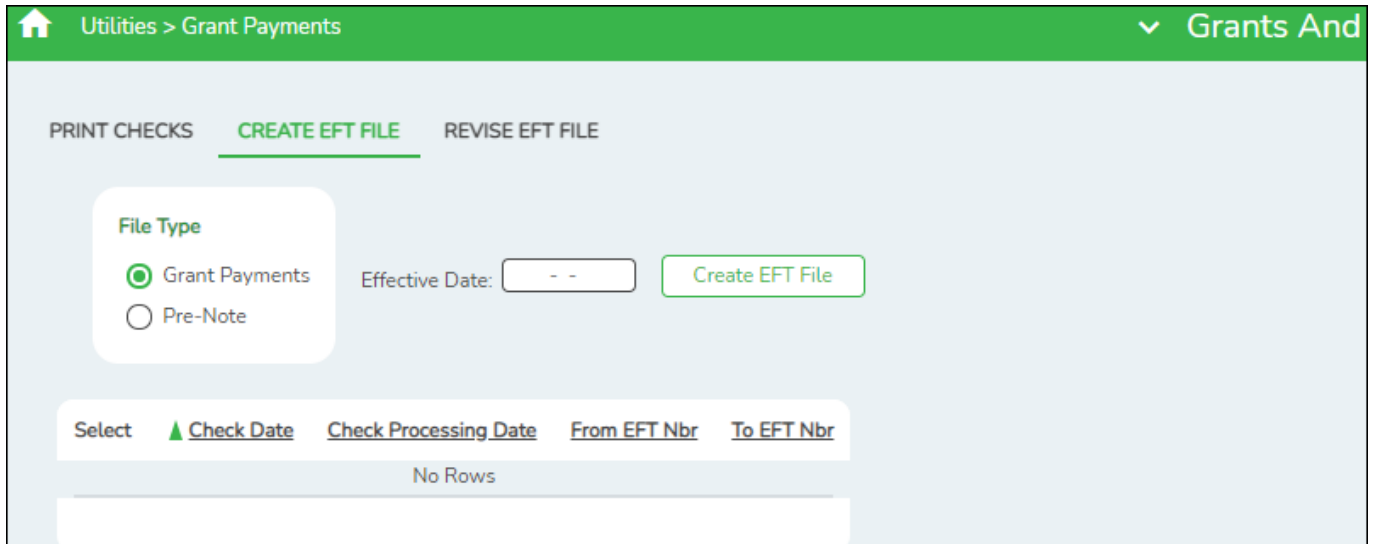 Utilities > Grant Payments
Grants And
PRINT CHECKS CREATE EFT FILE REVISE EFT FILE
File Type
Grant Payments
Effective Date: - - Create EFT File
Pre-Note
Select Check Date Check Processing Date From EFT Nbr To EFT Nbr
No Rows